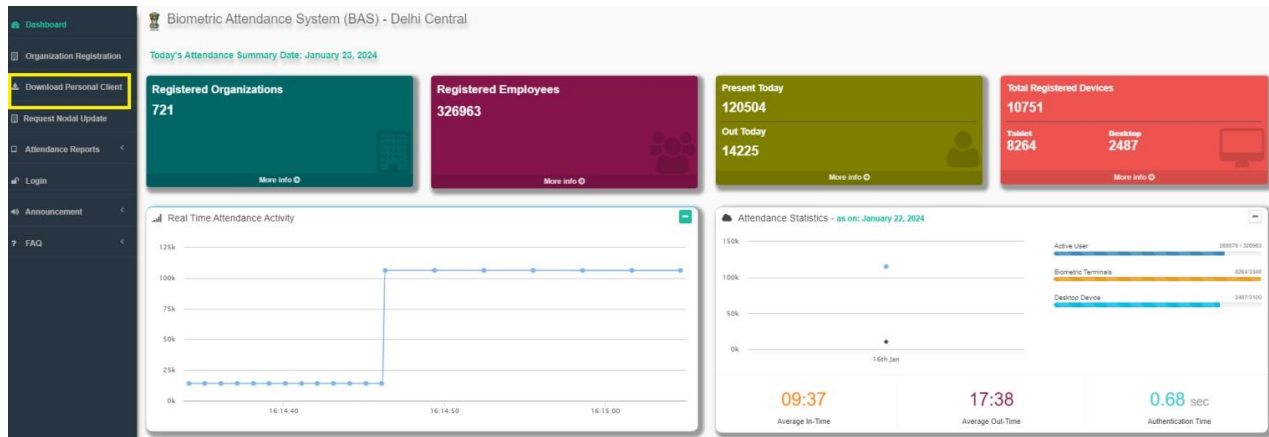 Dashboard
Organization Registration
Download Personal Client
Request Nodal Update
Attendance Reports
Login
Announcement
? FAQ
Biometric Attendance System (BAS) - Delhi Central
Today's Attendance Summary Date: January 23, 2024
Registered Organizations
721
More info
Registered Employees
326963
More info
Present Today
120504
Out Today
14225
More info
Total Registered Devices
10751
Tablet Desktop
8264 2487
More info
Real Time Attendance Activity
125k
100k
75k
50k
25k
0k
16:14:40 16:14:50 16:15:00
Attendance Statistics - as on: January 22, 2024
150k
100k
50k
0k
16th Jan
Active User
Biometric Terminals
Desktop Device
09:37 17:38 0.68 sec
Average In-Time Average Out-Time Authentication Time